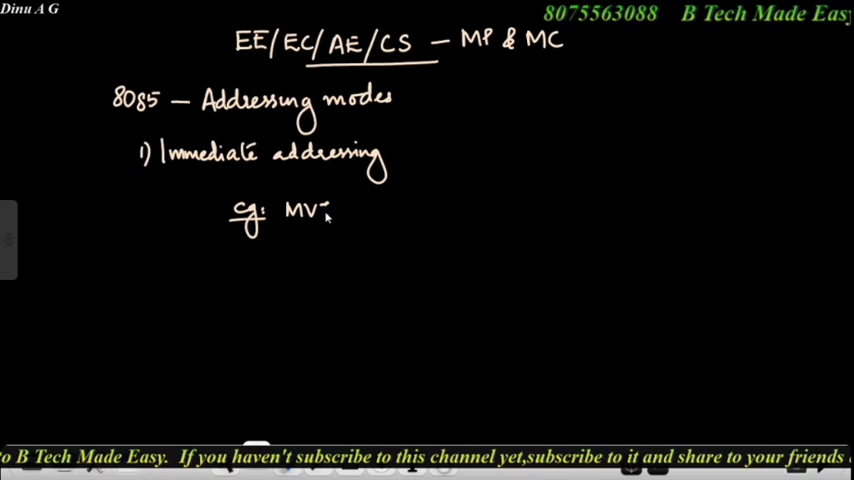 Dinu A G
8075563088 B Tech Made Easy
EE/EC/AE/CS - MP & MC
8085 - Addressing modes
1) Immediate addressing
eg: MV
to B Tech Made Easy. If you haven't subscribe to this channel yet,subscribe to it and share to your friends